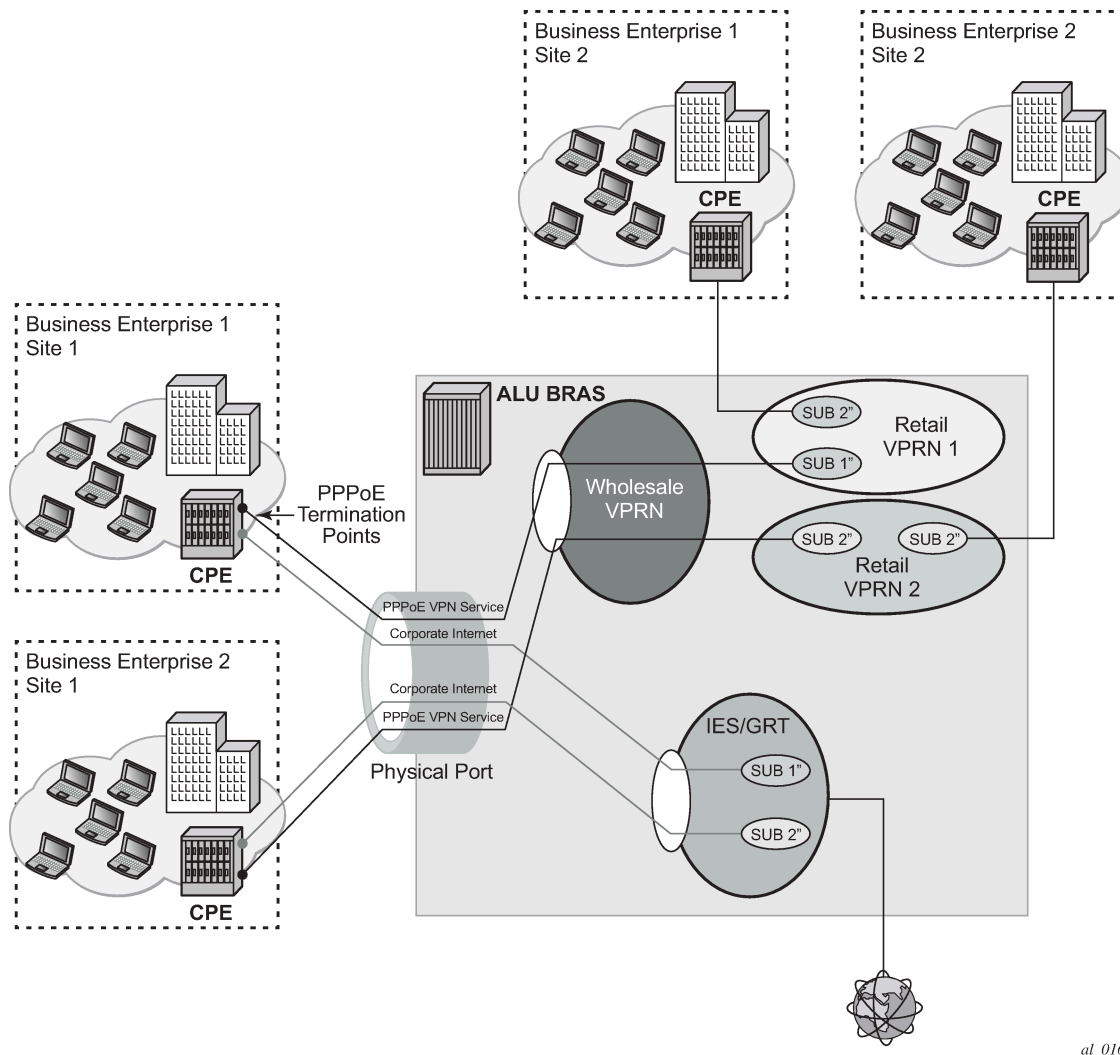 Business Enterprise 1
Site 2
CPE
Business Enterprise 2
Site 2
CPE
Business Enterprise 1
Site 1
CPE
PPPoE
Termination
Points
ALU BRAS
Wholesale
VPRN
SUB 2”
SUB 1”
Retail
VPRN 1
SUB 2”
SUB 2”
Retail
VPRN 2
PPPoE VPN Service
Corporate Internet
Corporate Internet
PPPoE VPN Service
Physical Port
Business Enterprise 2
Site 1
CPE
IES/GRT
SUB 1”
SUB 2”